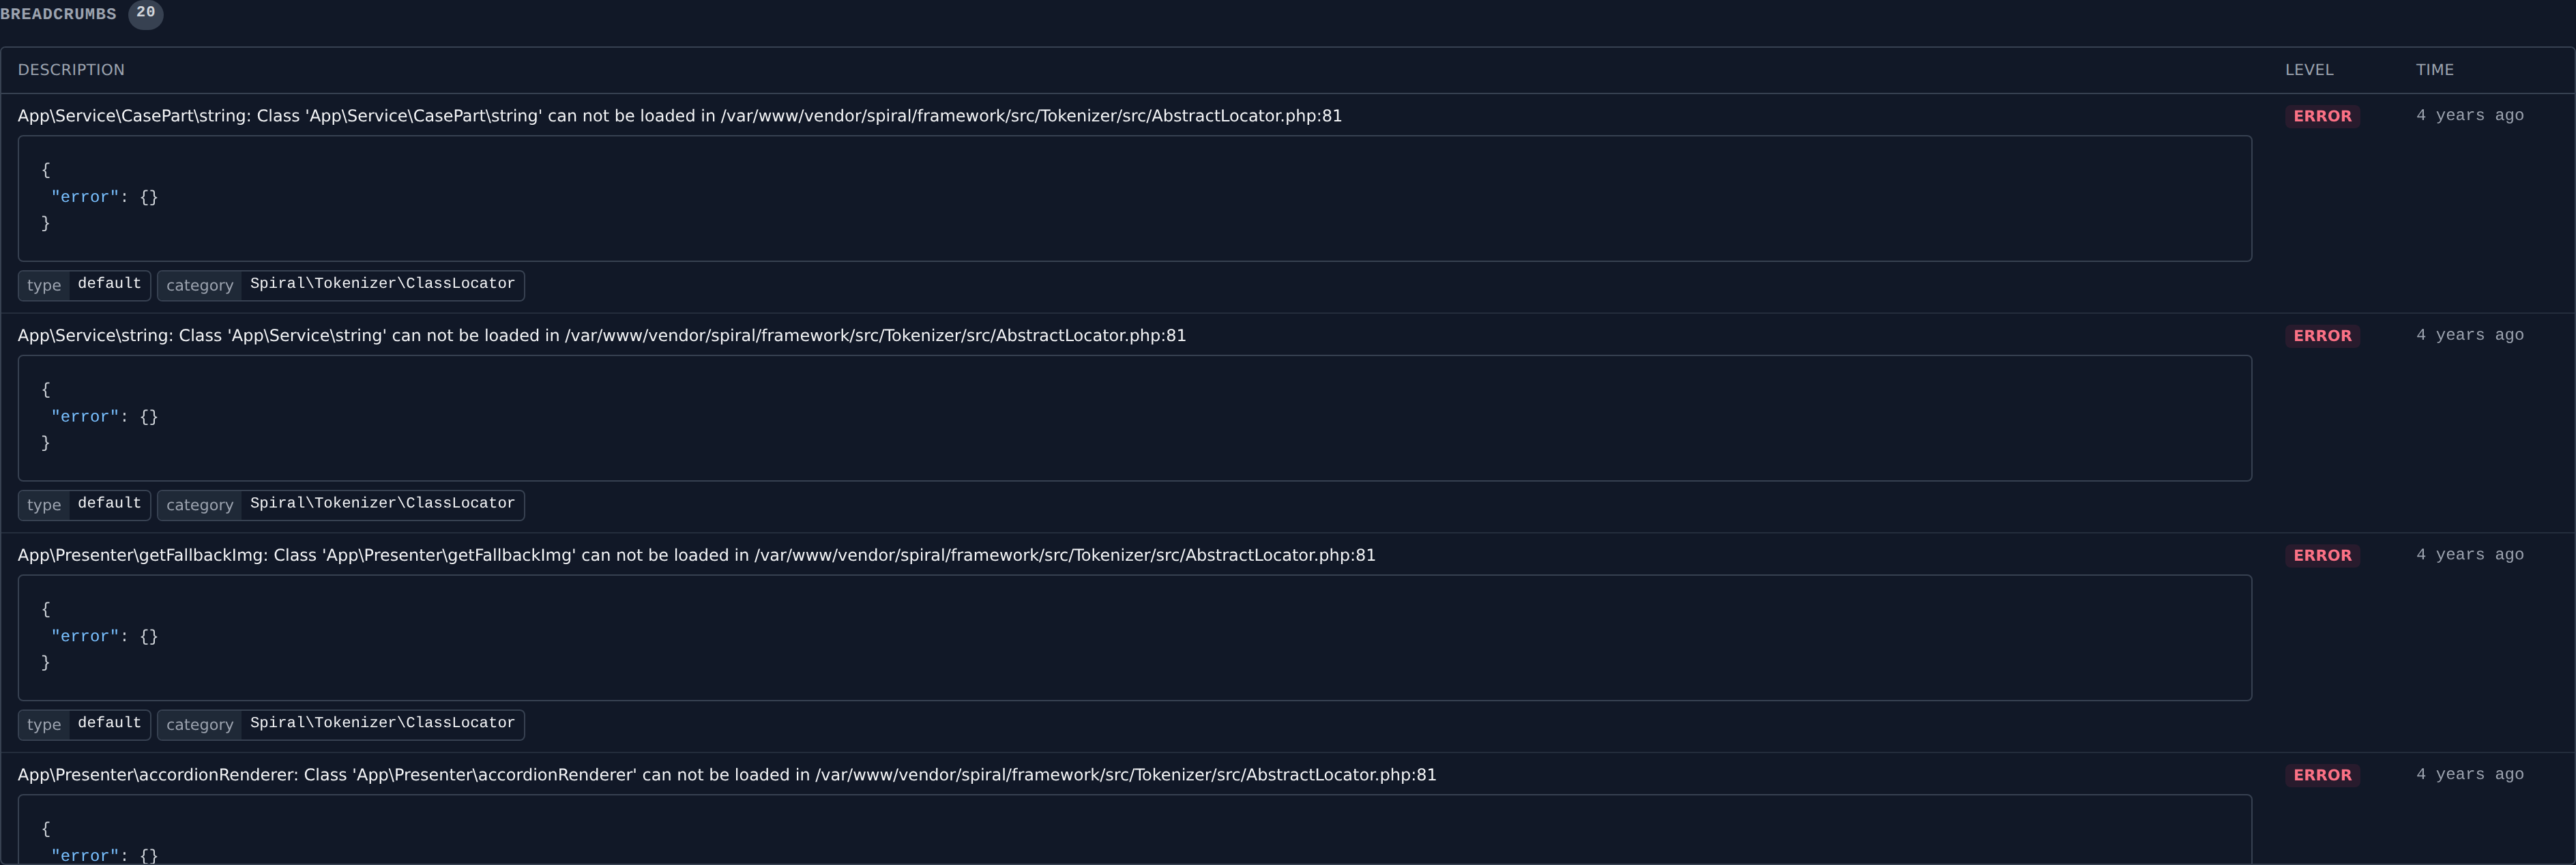 BREADCRUMBS 20
DESCRIPTION LEVEL TIME
App\Service\CasePart\string: Class 'App\Service\CasePart\string' can not be loaded in /var/www/vendor/spiral/framework/src/Tokenizer/src/AbstractLocator.php:81 ERROR 4 years ago
{
"error": {}
}
type default category Spiral\Tokenizer\ClassLocator
App\Service\string: Class 'App\Service\string' can not be loaded in /var/www/vendor/spiral/framework/src/Tokenizer/src/AbstractLocator.php:81 ERROR 4 years ago
{
"error": {}
}
type default category Spiral\Tokenizer\ClassLocator
App\Presenter\getFallbackImg: Class 'App\Presenter\getFallbackImg' can not be loaded in /var/www/vendor/spiral/framework/src/Tokenizer/src/AbstractLocator.php:81 ERROR 4 years ago
{
"error": {}
}
type default category Spiral\Tokenizer\ClassLocator
App\Presenter\accordionRenderer: Class 'App\Presenter\accordionRenderer' can not be loaded in /var/www/vendor/spiral/framework/src/Tokenizer/src/AbstractLocator.php:81 ERROR 4 years ago
{
"error": {}